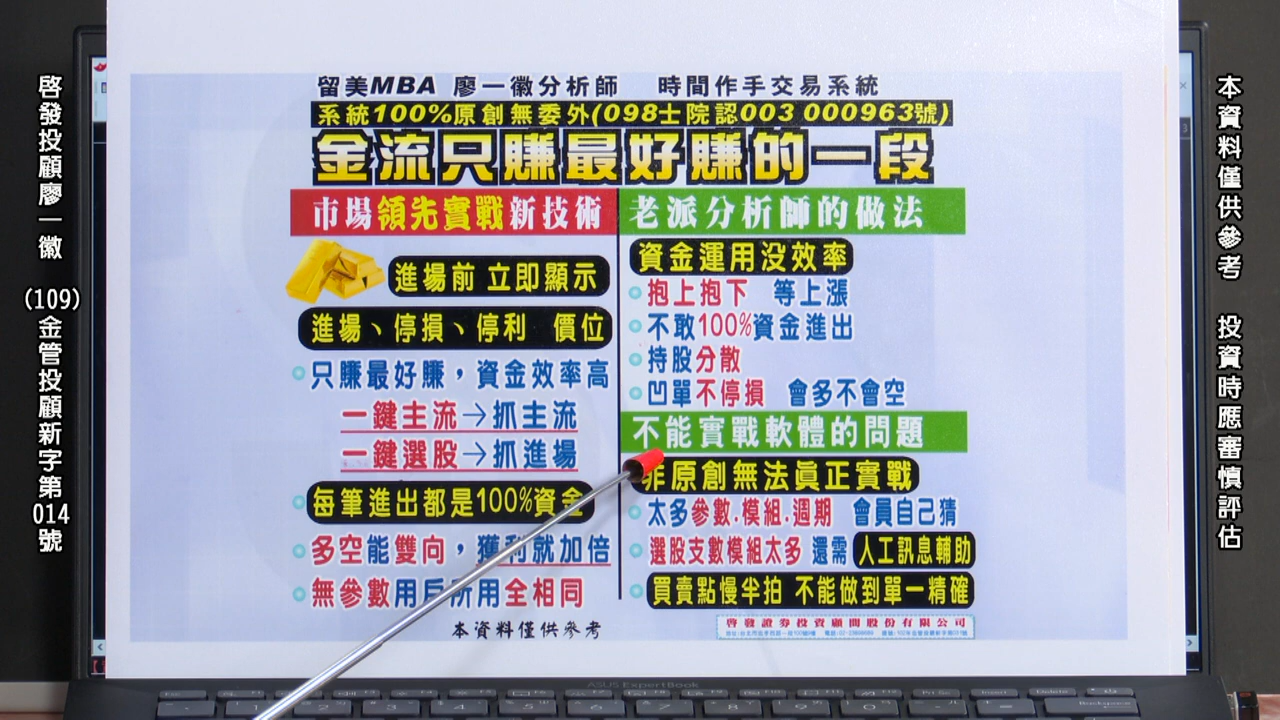 啓發投顧廖一徽
(109)金管投顧新字第014號
留美MBA 廖一徽分析師 時間作手交易系統
系統100%原創無委外(098士院認003 000963號)
金流只賺最好賺的一段
市場領先實戰新技術
進場前 立即顯示
進場、停損、停利 價位
只賺最好賺，資金效率高
一鍵主流→抓主流
一鍵選股→抓進場
每筆進出都是100%資金
多空能雙向，獲利就加倍
無參數用戶所用全相同
老派分析師的做法
資金運用沒效率
抱上抱下 等上漲
不敢100%資金進出
持股分散
凹單不停損 會多不會空
不能實戰軟體的問題
非原創無法真正實戰
太多參數.模組.週期 會員自己猜
選股支數模組太多 還需 人工訊息輔助
買賣點慢半拍 不能做到單一精確
本資料僅供參考
啓發證券投資顧問股份有限公司
本資料僅供參考 投資時應審慎評估
ASUS ExpertBook